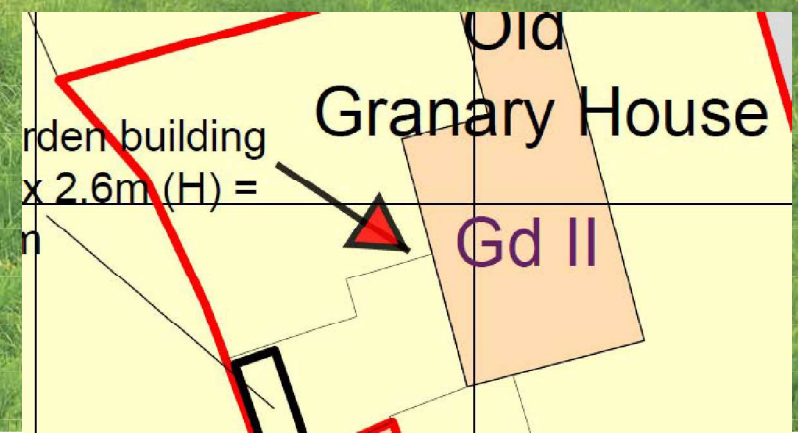 Old
Granary House
rden building
x 2.6m (H) =
n
Gd II